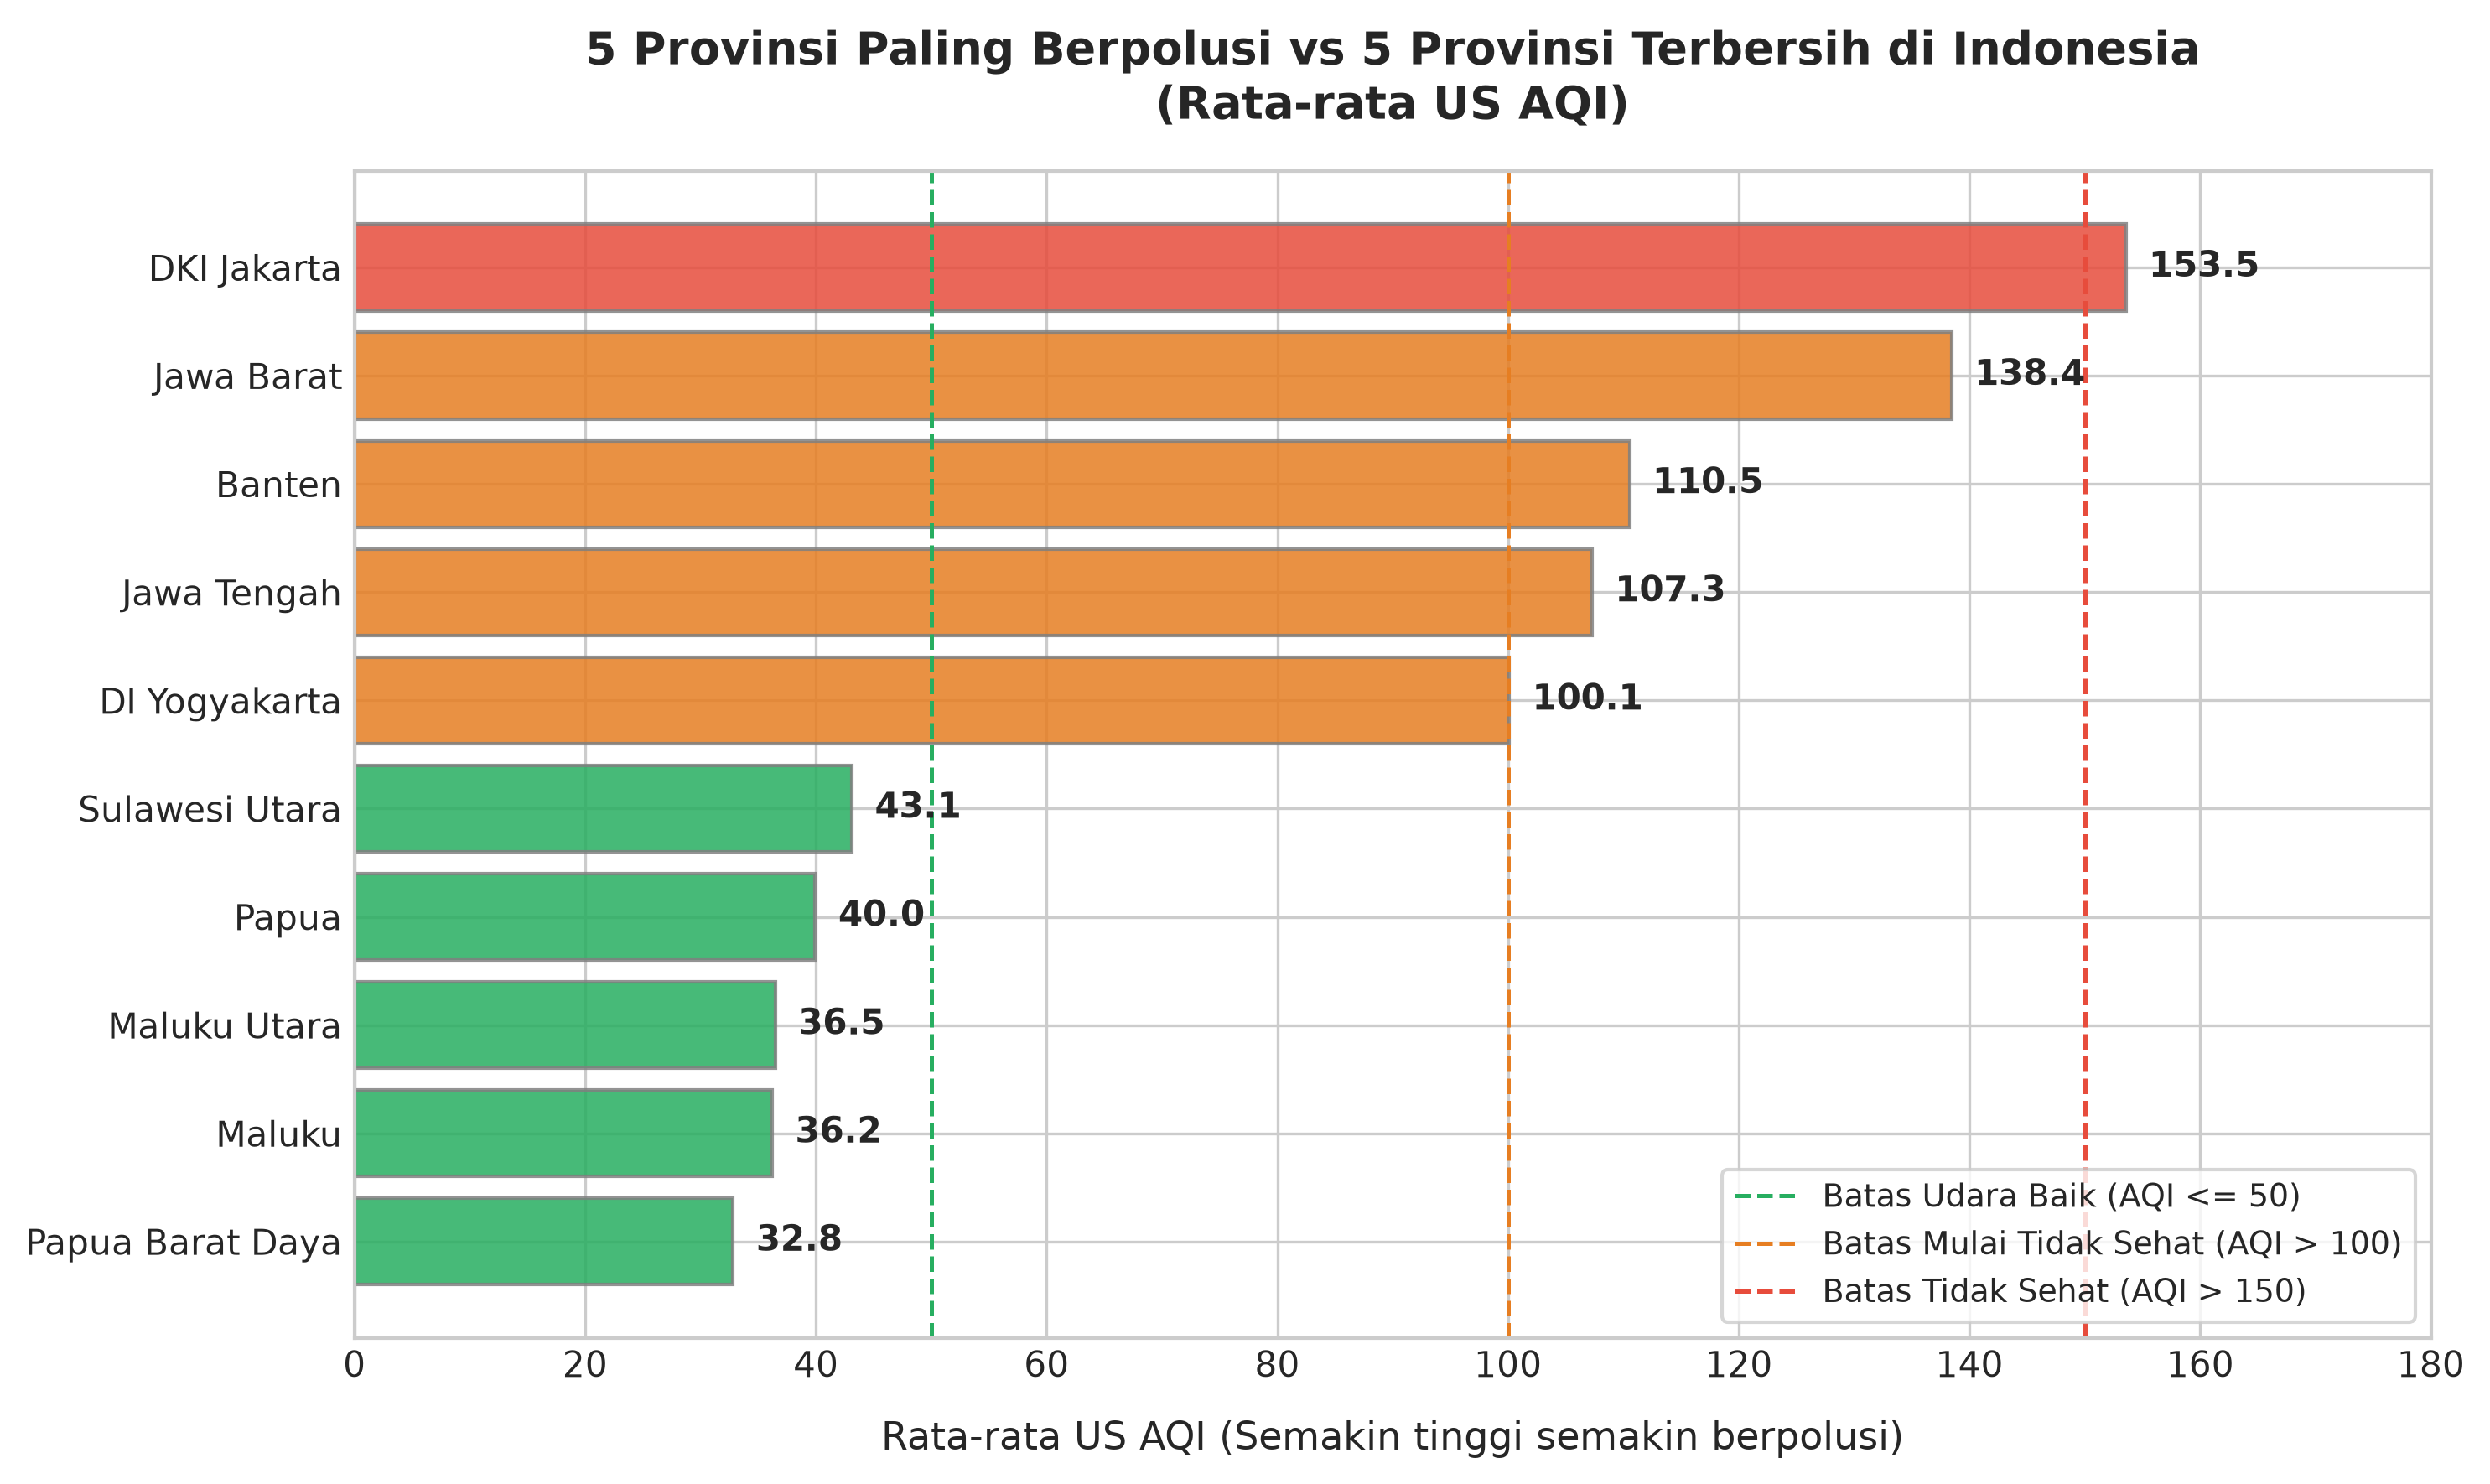 5 Provinsi Paling Berpolusi vs 5 Provinsi Terbersih di Indonesia
(Rata-rata US AQI)
DKI Jakarta 153.5
Jawa Barat 138.4
Banten 110.5
Jawa Tengah 107.3
DI Yogyakarta 100.1
Sulawesi Utara 43.1
Papua 40.0
Maluku Utara 36.5
Maluku 36.2
Papua Barat Daya 32.8
Batas Udara Baik (AQI <= 50)
Batas Mulai Tidak Sehat (AQI > 100)
Batas Tidak Sehat (AQI > 150)
0 20 40 60 80 100 120 140 160 180
Rata-rata US AQI (Semakin tinggi semakin berpolusi)